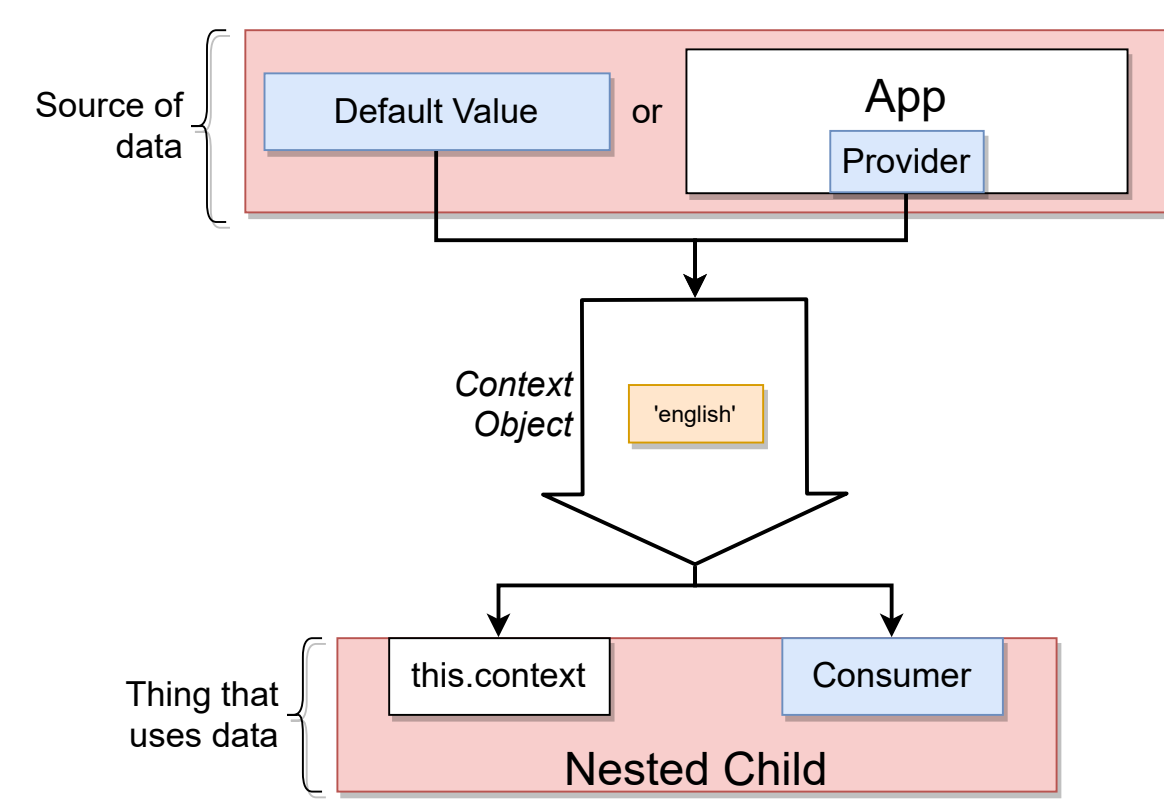 Source of
data
Default Value
or
App
Provider
Context
Object
'english'
Thing that
uses data
this.context
Consumer
Nested Child